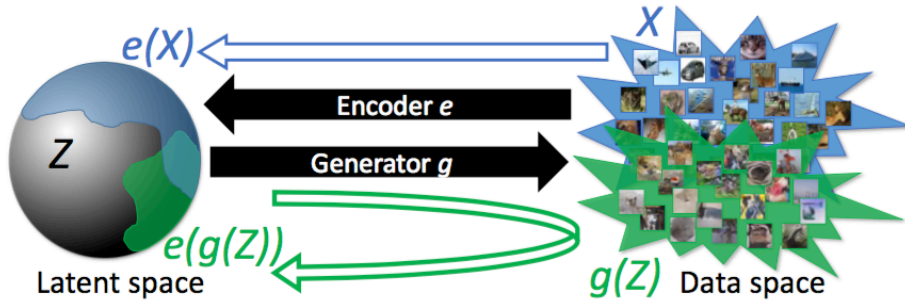 e(X)
X
Encoder e
Z
Generator g
e(g(Z))
g(Z)
Latent space
Data space